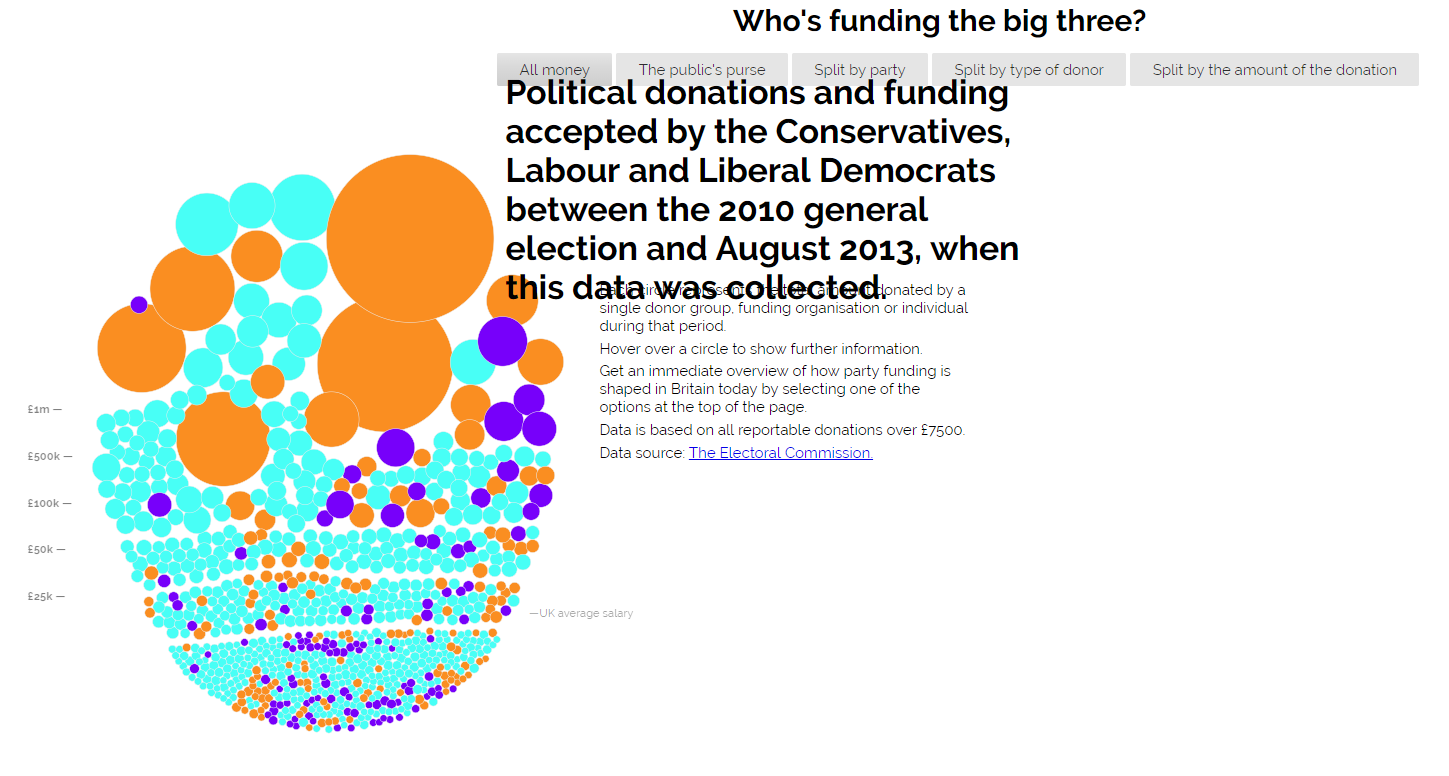 Who's funding the big three?
All money
The public's purse
Split by party
Split by type of donor
Split by the amount of the donation
Political donations and funding
accepted by the Conservatives,
Labour and Liberal Democrats
between the 2010 general
election and August 2013, when
this data was collected.
Each circle represents the total amount donated by a
single donor group, funding organisation or individual
during that period.
Hover over a circle to show further information.
Get an immediate overview of how party funding is
shaped in Britain today by selecting one of the
options at the top of the page.
Data is based on all reportable donations over £7500.
Data source: The Electoral Commission.
£1m —
£500k —
£100k —
£50k —
£25k —
—UK average salary